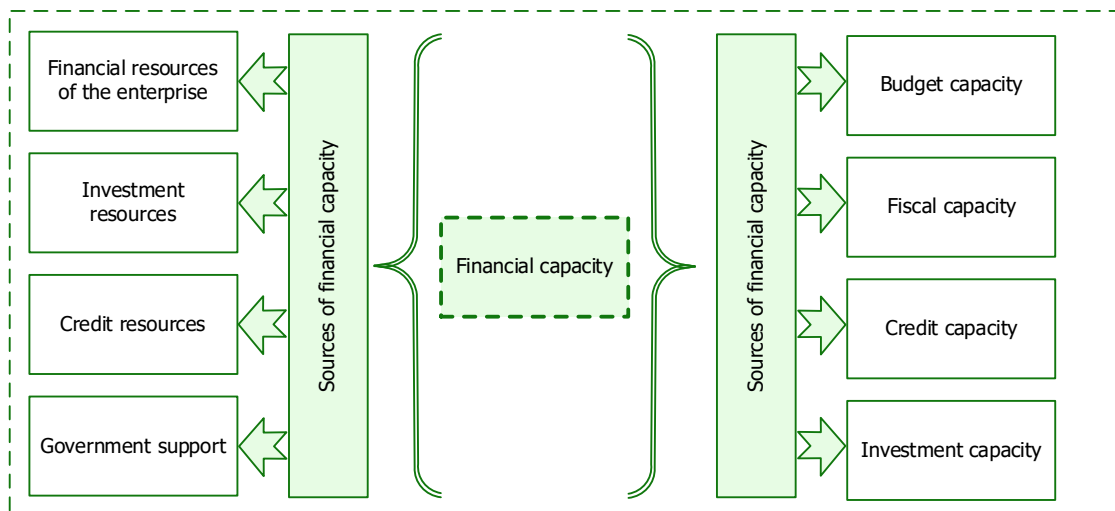 Financial resources
of the enterprise
Investment
resources
Credit resources
Government support
Sources of financial capacity
Financial capacity
Sources of financial capacity
Budget capacity
Fiscal capacity
Credit capacity
Investment capacity